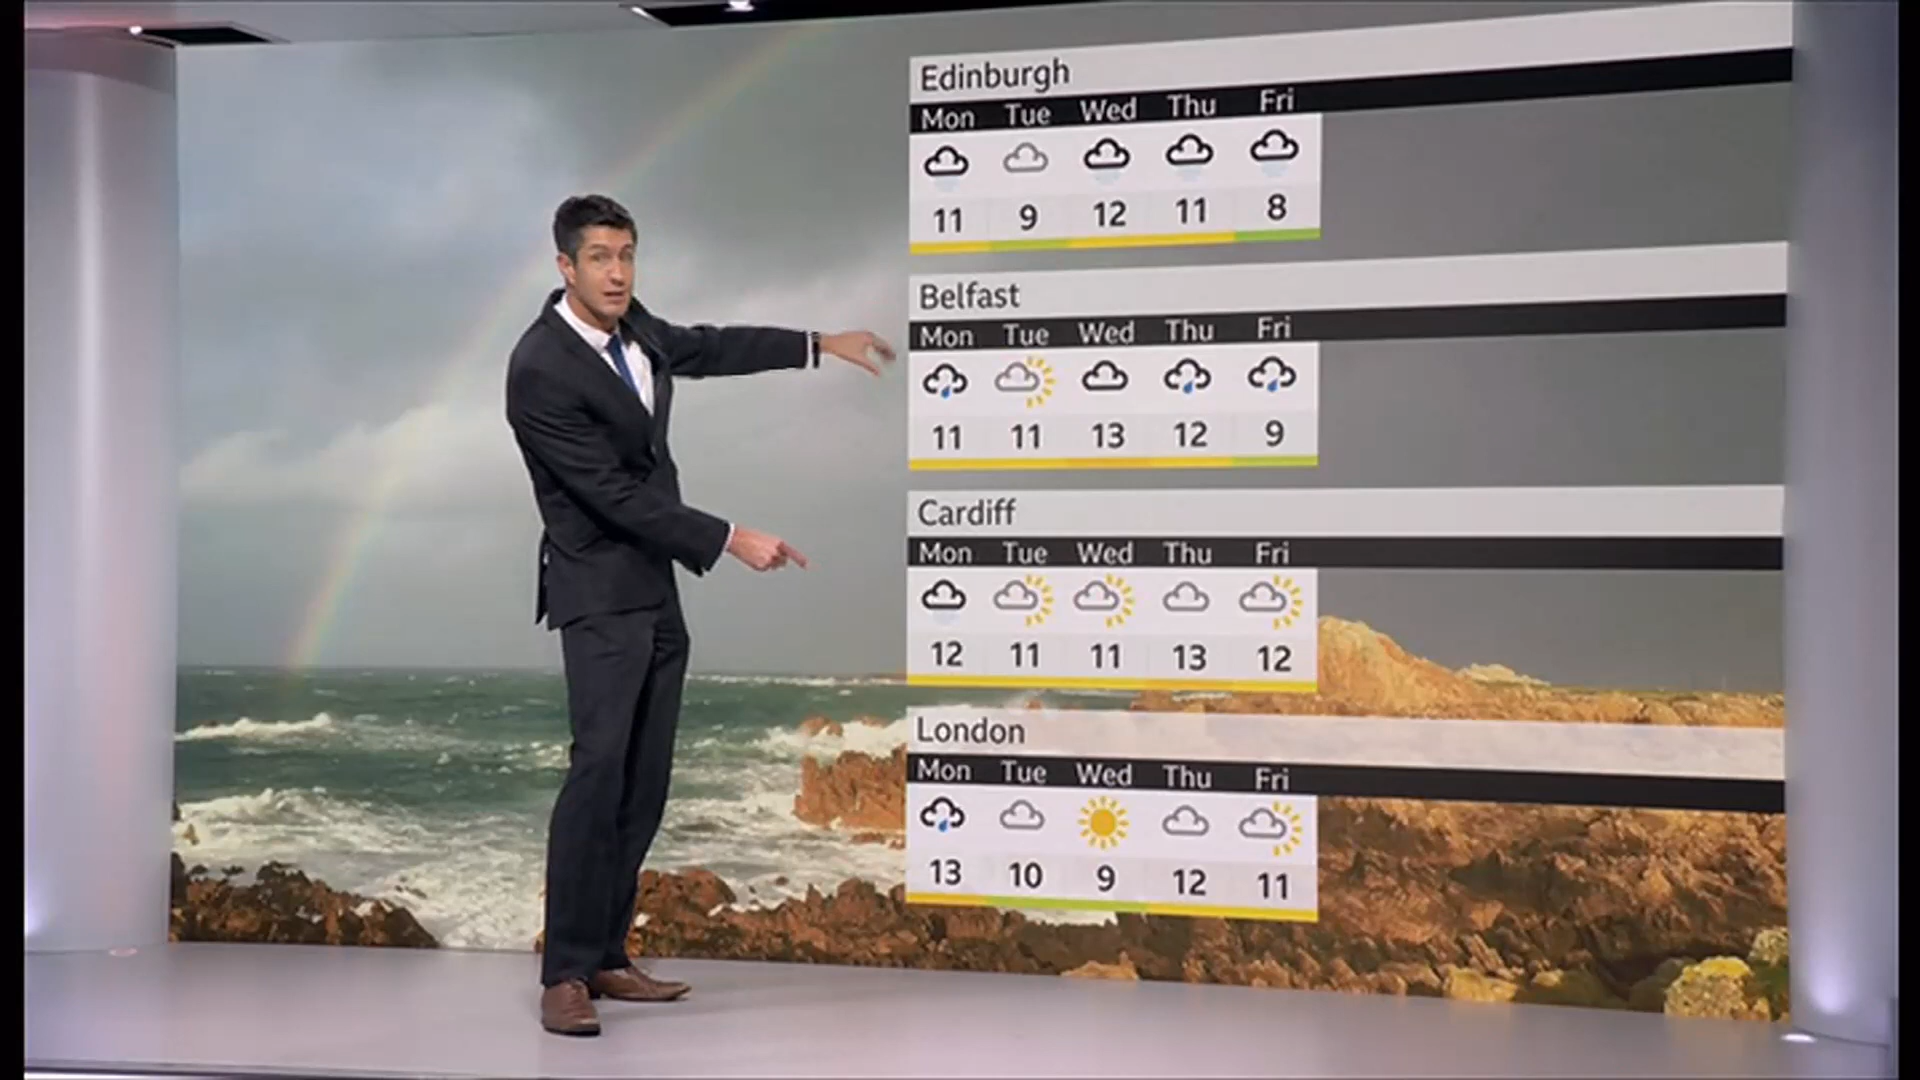 Edinburgh
Mon Tue Wed Thu Fri
11 9 12 11 8
Belfast
Mon Tue Wed Thu Fri
11 11 13 12 9
Cardiff
Mon Tue Wed Thu Fri
12 11 11 13 12
London
Mon Tue Wed Thu Fri
13 10 9 12 11